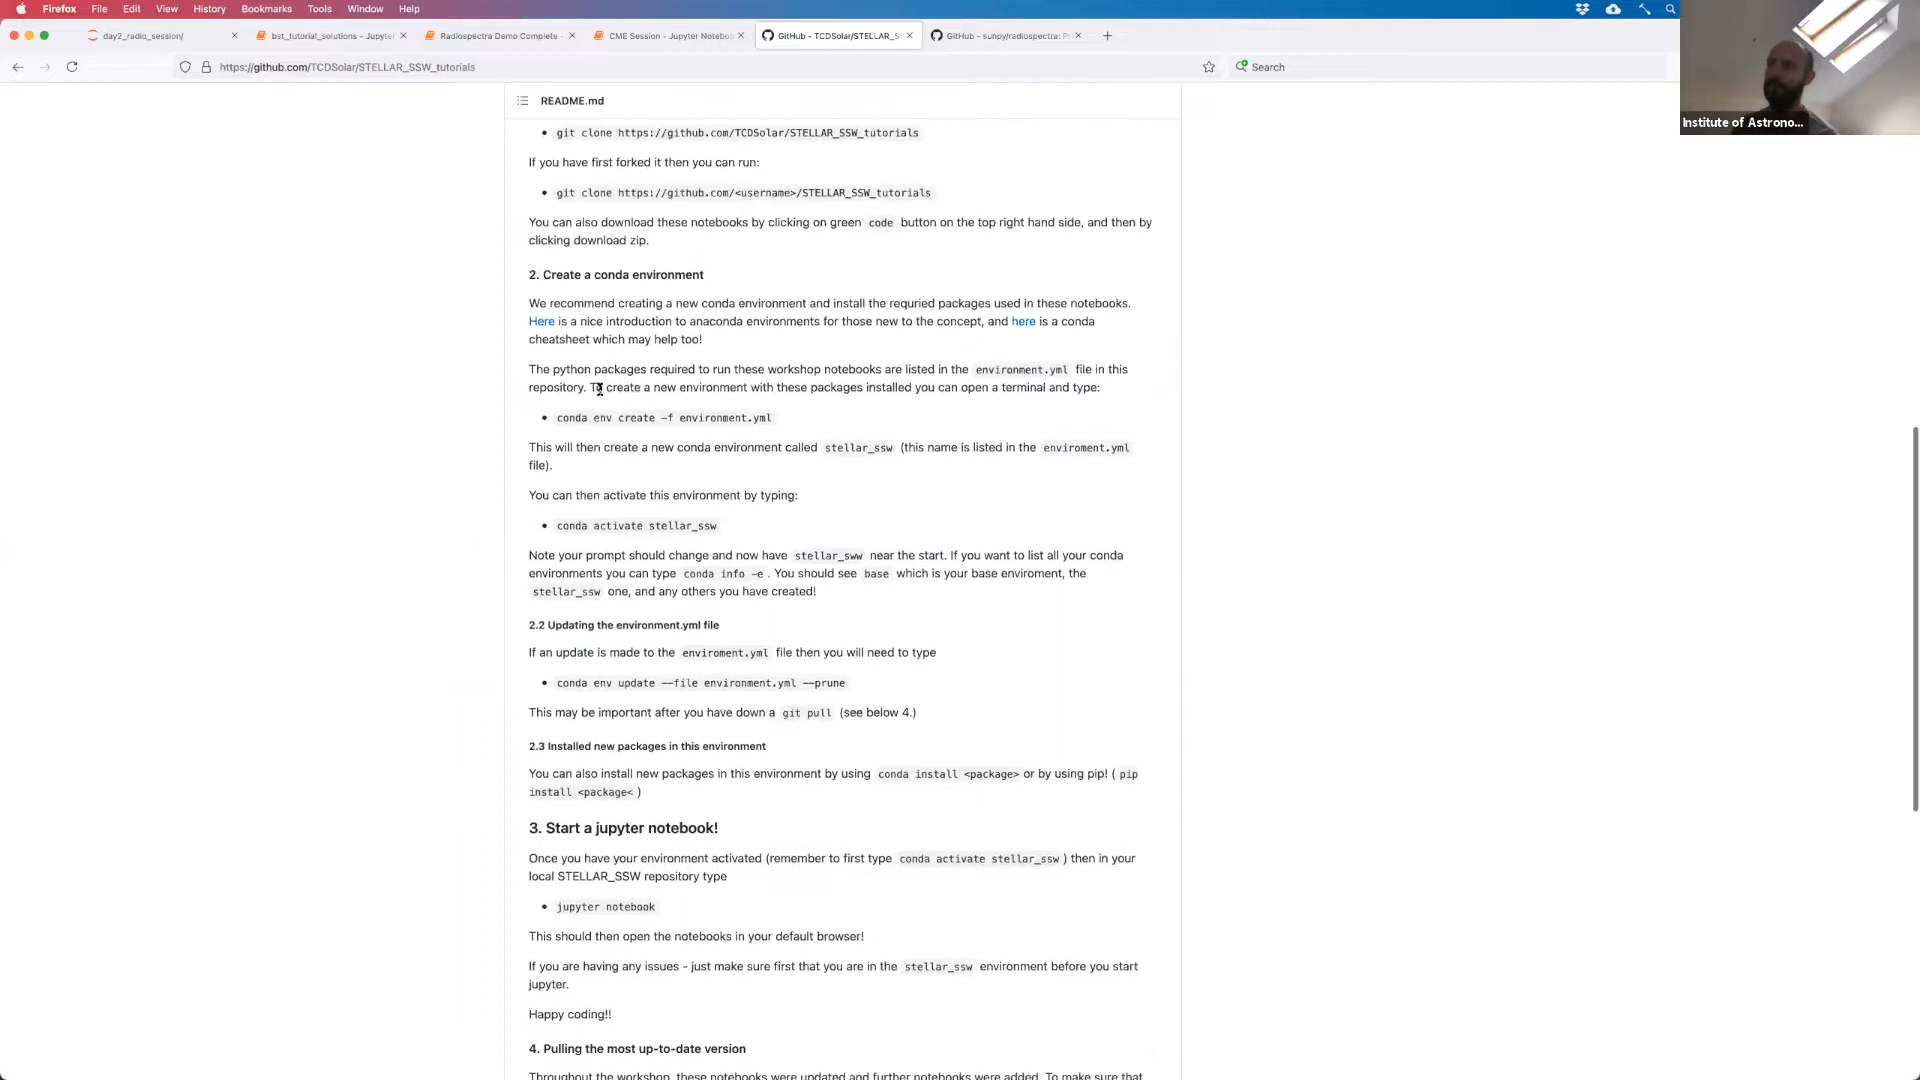 Firefox File Edit View History Bookmarks Tools Window Help
day2_radio_session/
bst_tutorial_solutions - Jupyter
Radiospectra Demo Complete -
CME Session - Jupyter Notebo
GitHub - TCDSolar/STELLAR_SS
GitHub - sunpy/radiospectra: Pr
https://github.com/TCDSolar/STELLAR_SSW_tutorials
Search
Institute of Astrono...
README.md
• git clone https://github.com/TCDSolar/STELLAR_SSW_tutorials
If you have first forked it then you can run:
• git clone https://github.com/<username>/STELLAR_SSW_tutorials
You can also download these notebooks by clicking on green code button on the top right hand side, and then by
clicking download zip.
2. Create a conda environment
We recommend creating a new conda environment and install the requried packages used in these notebooks.
Here is a nice introduction to anaconda environments for those new to the concept, and here is a conda
cheatsheet which may help too!
The python packages required to run these workshop notebooks are listed in the environment.yml file in this
repository. To create a new environment with these packages installed you can open a terminal and type:
• conda env create -f environment.yml
This will then create a new conda environment called stellar_ssw (this name is listed in the enviroment.yml
file).
You can then activate this environment by typing:
• conda activate stellar_ssw
Note your prompt should change and now have stellar_sww near the start. If you want to list all your conda
environments you can type conda info -e . You should see base which is your base enviroment, the
stellar_ssw one, and any others you have created!
2.2 Updating the environment.yml file
If an update is made to the enviroment.yml file then you will need to type
• conda env update --file environment.yml --prune
This may be important after you have down a git pull (see below 4.)
2.3 Installed new packages in this environment
You can also install new packages in this environment by using conda install <package> or by using pip! ( pip
install <package< )
3. Start a jupyter notebook!
Once you have your environment activated (remember to first type conda activate stellar_ssw ) then in your
local STELLAR_SSW repository type
• jupyter notebook
This should then open the notebooks in your default browser!
If you are having any issues - just make sure first that you are in the stellar_ssw environment before you start
jupyter.
Happy coding!!
4. Pulling the most up-to-date version
Throughout the workshop, these notebooks were updated and further notebooks were added. To make sure that